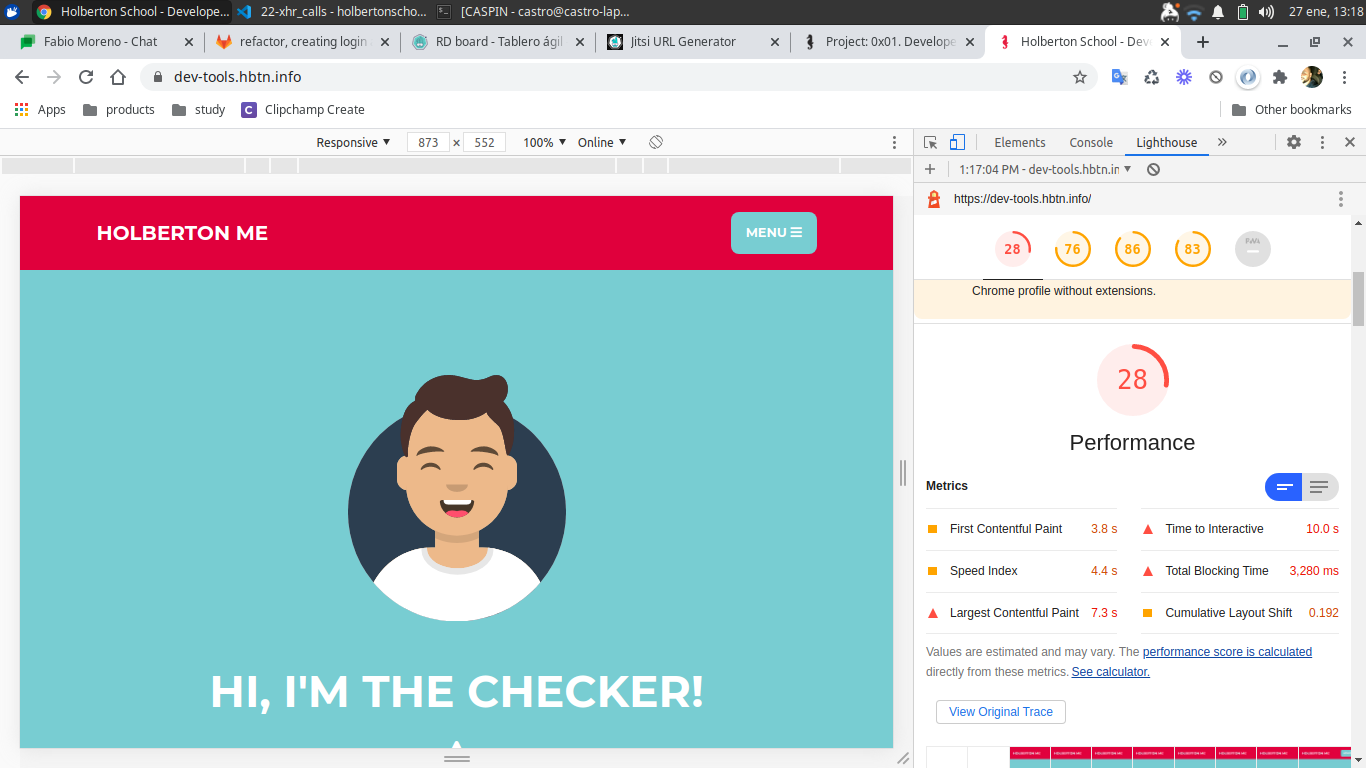 Holberton School - Develope...
22-xhr_calls - holbertonscho...
[CASPIN - castro@castro-lap...
27 ene, 13:18
Fabio Moreno - Chat
refactor, creating login
RD board - Tablero ágil
Jitsi URL Generator
Project: 0x01. Develope
Holberton School - Deve
dev-tools.hbtn.info
Apps
products
study
Clipchamp Create
Other bookmarks
Responsive
873 × 552
100%
Online
Elements
Console
Lighthouse
1:17:04 PM - dev-tools.hbtn.in
https://dev-tools.hbtn.info/
28
76
86
83
PWA
Chrome profile without extensions.
HOLBERTON ME
MENU
HI, I'M THE CHECKER!
28
Performance
Metrics
First Contentful Paint 3.8 s
Time to Interactive 10.0 s
Speed Index 4.4 s
Total Blocking Time 3,280 ms
Largest Contentful Paint 7.3 s
Cumulative Layout Shift 0.192
Values are estimated and may vary. The performance score is calculated
directly from these metrics. See calculator.
View Original Trace